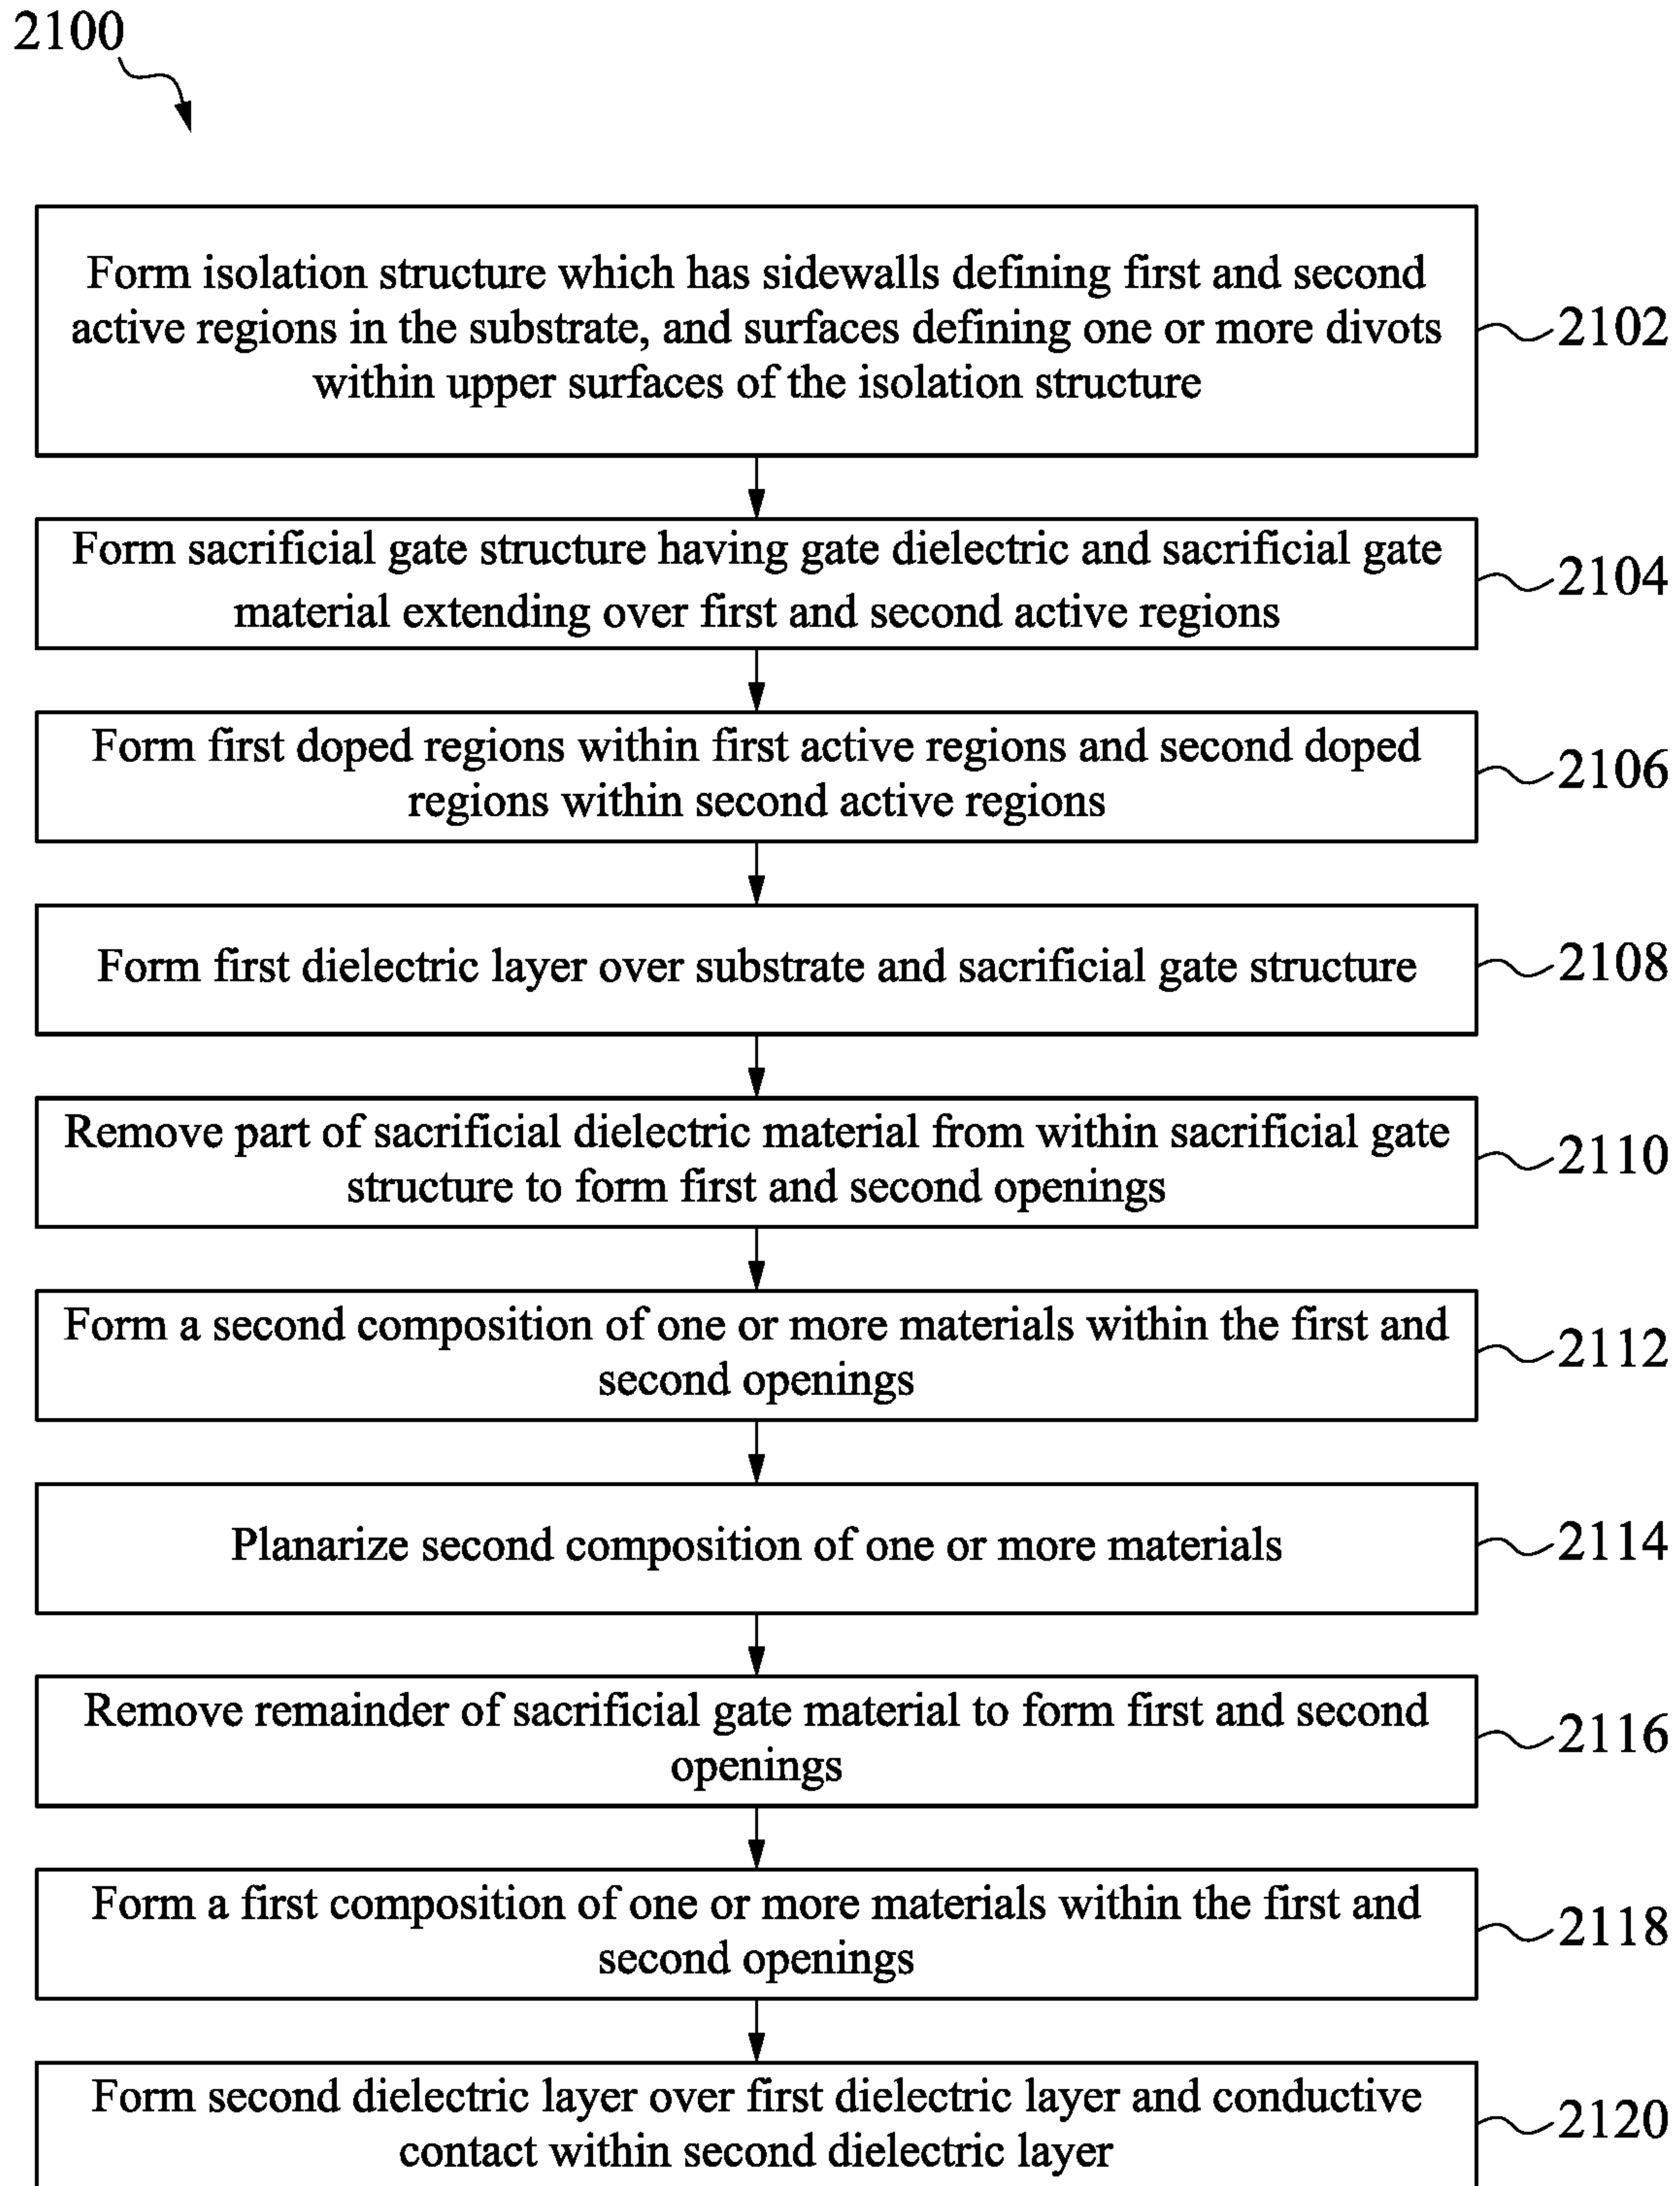 2100
Form isolation structure which has sidewalls defining first and second
active regions in the substrate, and surfaces defining one or more divots
within upper surfaces of the isolation structure
2102
Form sacrificial gate structure having gate dielectric and sacrificial gate
material extending over first and second active regions
2104
Form first doped regions within first active regions and second doped
regions within second active regions
2106
Form first dielectric layer over substrate and sacrificial gate structure
2108
Remove part of sacrificial dielectric material from within sacrificial gate
structure to form first and second openings
2110
Form a second composition of one or more materials within the first and
second openings
2112
Planarize second composition of one or more materials
2114
Remove remainder of sacrificial gate material to form first and second
openings
2116
Form a first composition of one or more materials within the first and
second openings
2118
Form second dielectric layer over first dielectric layer and conductive
contact within second dielectric layer
2120